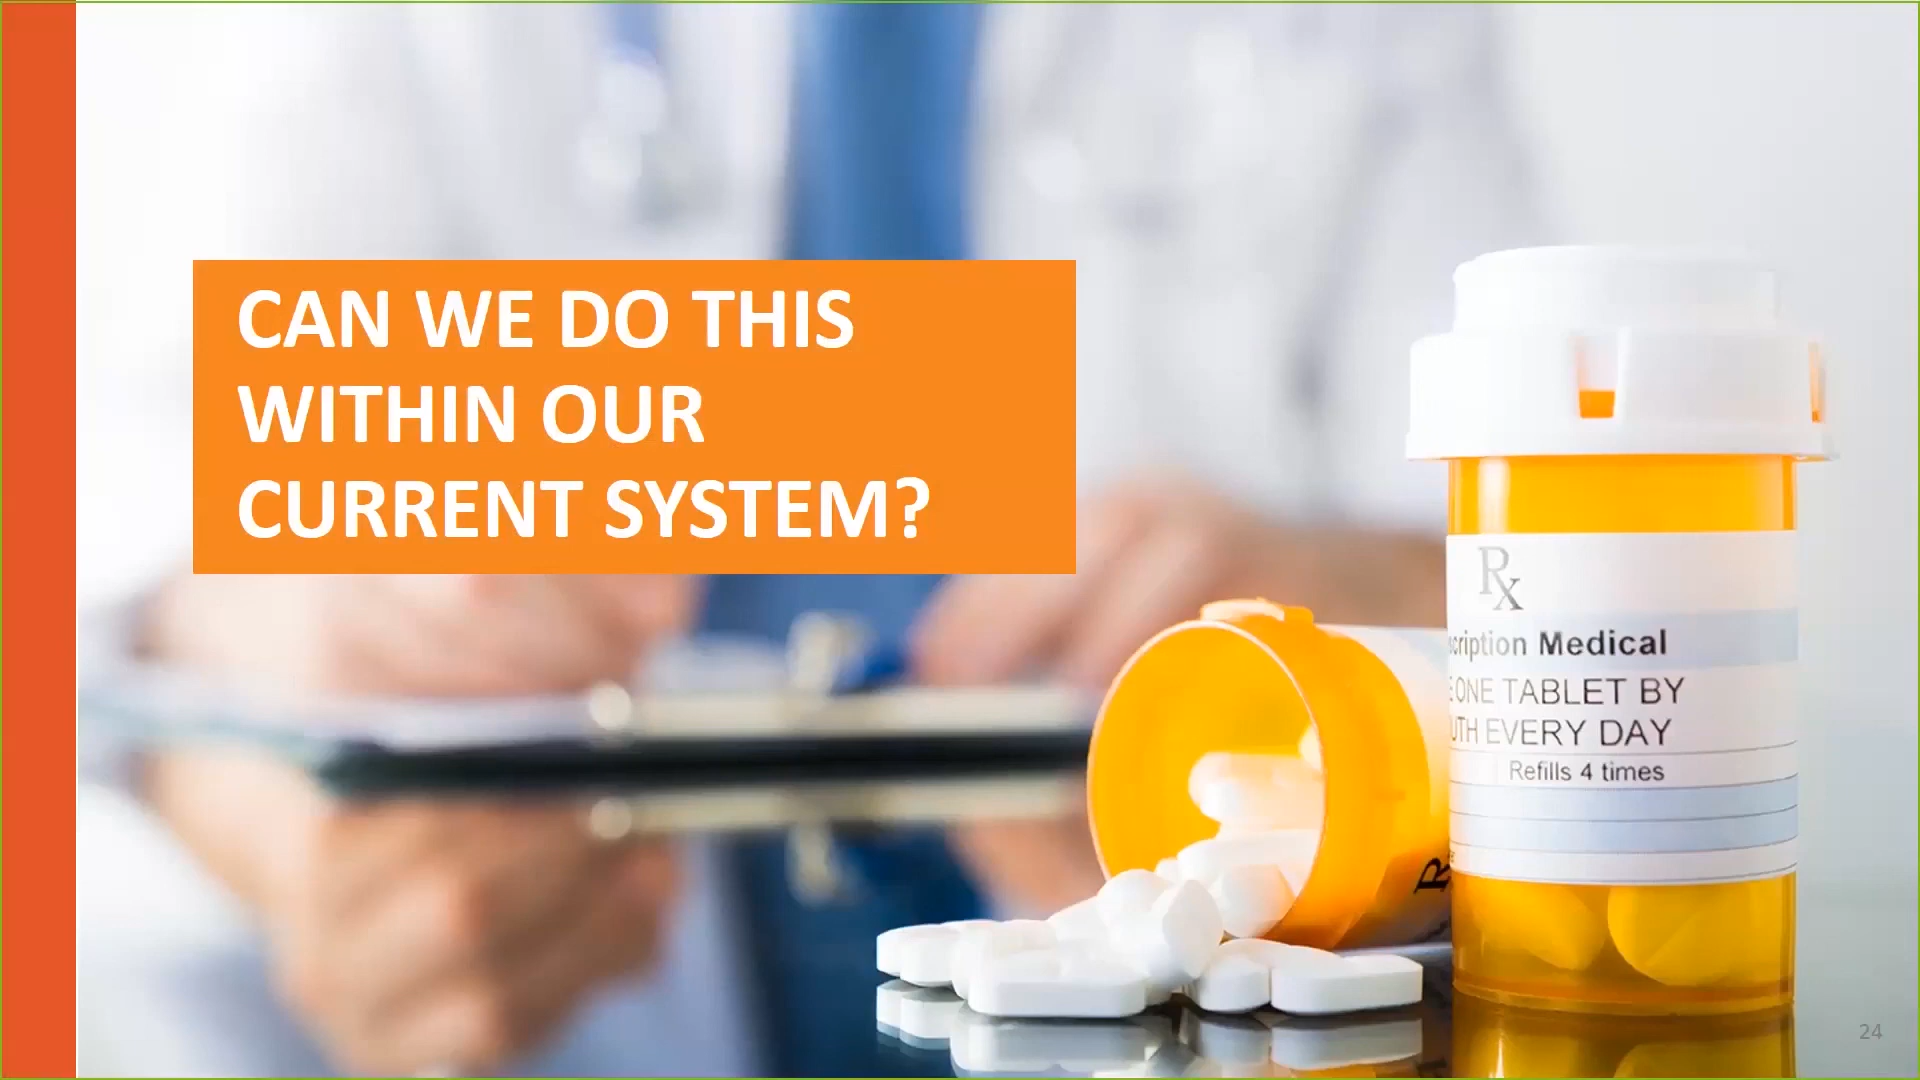 CAN WE DO THIS
WITHIN OUR
CURRENT SYSTEM?
Rx
scription Medical
ONE TABLET BY
UTH EVERY DAY
Refills 4 times
R
24